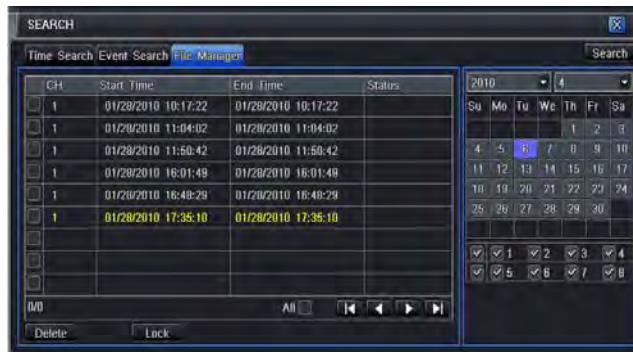 SEARCH
Time Search Event Search File Manager Search
CH Start Time End Time Status
1 01/28/2010 10:17:22 01/28/2010 10:17:22
1 01/28/2010 11:04:02 01/28/2010 11:04:02
1 01/28/2010 11:50:42 01/28/2010 11:50:42
1 01/28/2010 16:01:49 01/28/2010 16:01:49
1 01/28/2010 16:48:29 01/28/2010 16:48:29
1 01/28/2010 17:35:10 01/28/2010 17:35:10
0/0 All
Delete Lock
2010 4
Su Mo Tu We Th Fr Sa
1 2 3
4 5 6 7 8 9 10
11 12 13 14 15 16 17
18 19 20 21 22 23 24
25 26 27 28 29 30
1 2 3 4
5 6 7 8